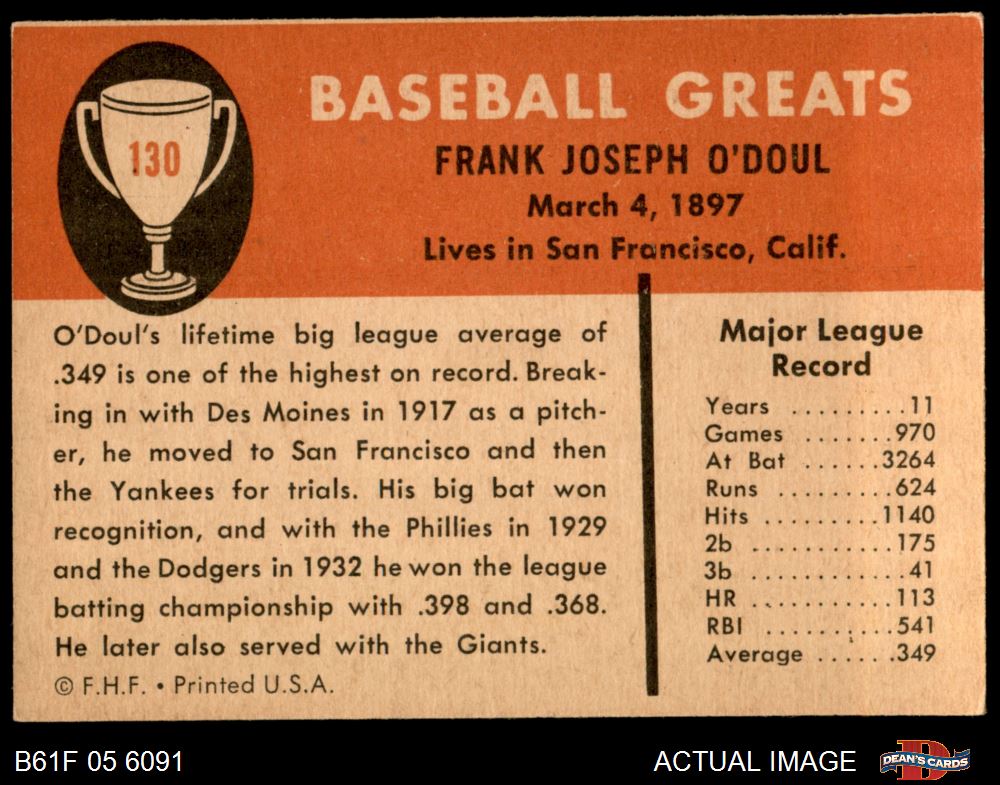 130
BASEBALL GREATS
FRANK JOSEPH O'DOUL
March 4, 1897
Lives in San Francisco, Calif.
O'Doul's lifetime big league average of
.349 is one of the highest on record. Break-
ing in with Des Moines in 1917 as a pitch-
er, he moved to San Francisco and then
the Yankees for trials. His big bat won
recognition, and with the Phillies in 1929
and the Dodgers in 1932 he won the league
batting championship with .398 and .368.
He later also served with the Giants.
© F.H.F. • Printed U.S.A.
Major League
Record
Years .........11
Games .......970
At Bat ......3264
Runs .........624
Hits .........1140
2b ...........175
3b ............41
HR ...........113
RBI ..........541
Average ......349
B61F 05 6091
ACTUAL IMAGE
D
DEAN'S CARDS